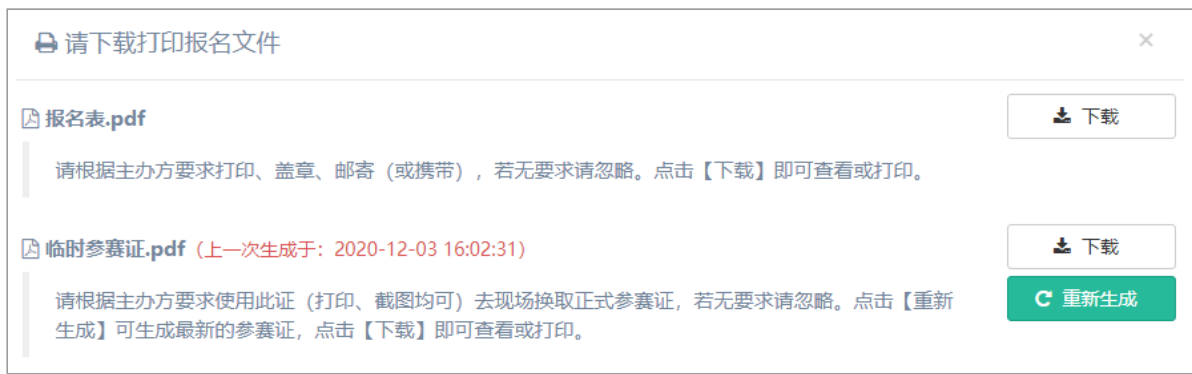 请下载打印报名文件
×
报名表.pdf
下载
请根据主办方要求打印、盖章、邮寄（或携带），若无要求请忽略。点击【下载】即可查看或打印。
临时参赛证.pdf（上一次生成于：2020-12-03 16:02:31）
下载
请根据主办方要求使用此证（打印、截图均可）去现场换取正式参赛证，若无要求请忽略。点击【重新
生成】可生成最新的参赛证，点击【下载】即可查看或打印。
重新生成